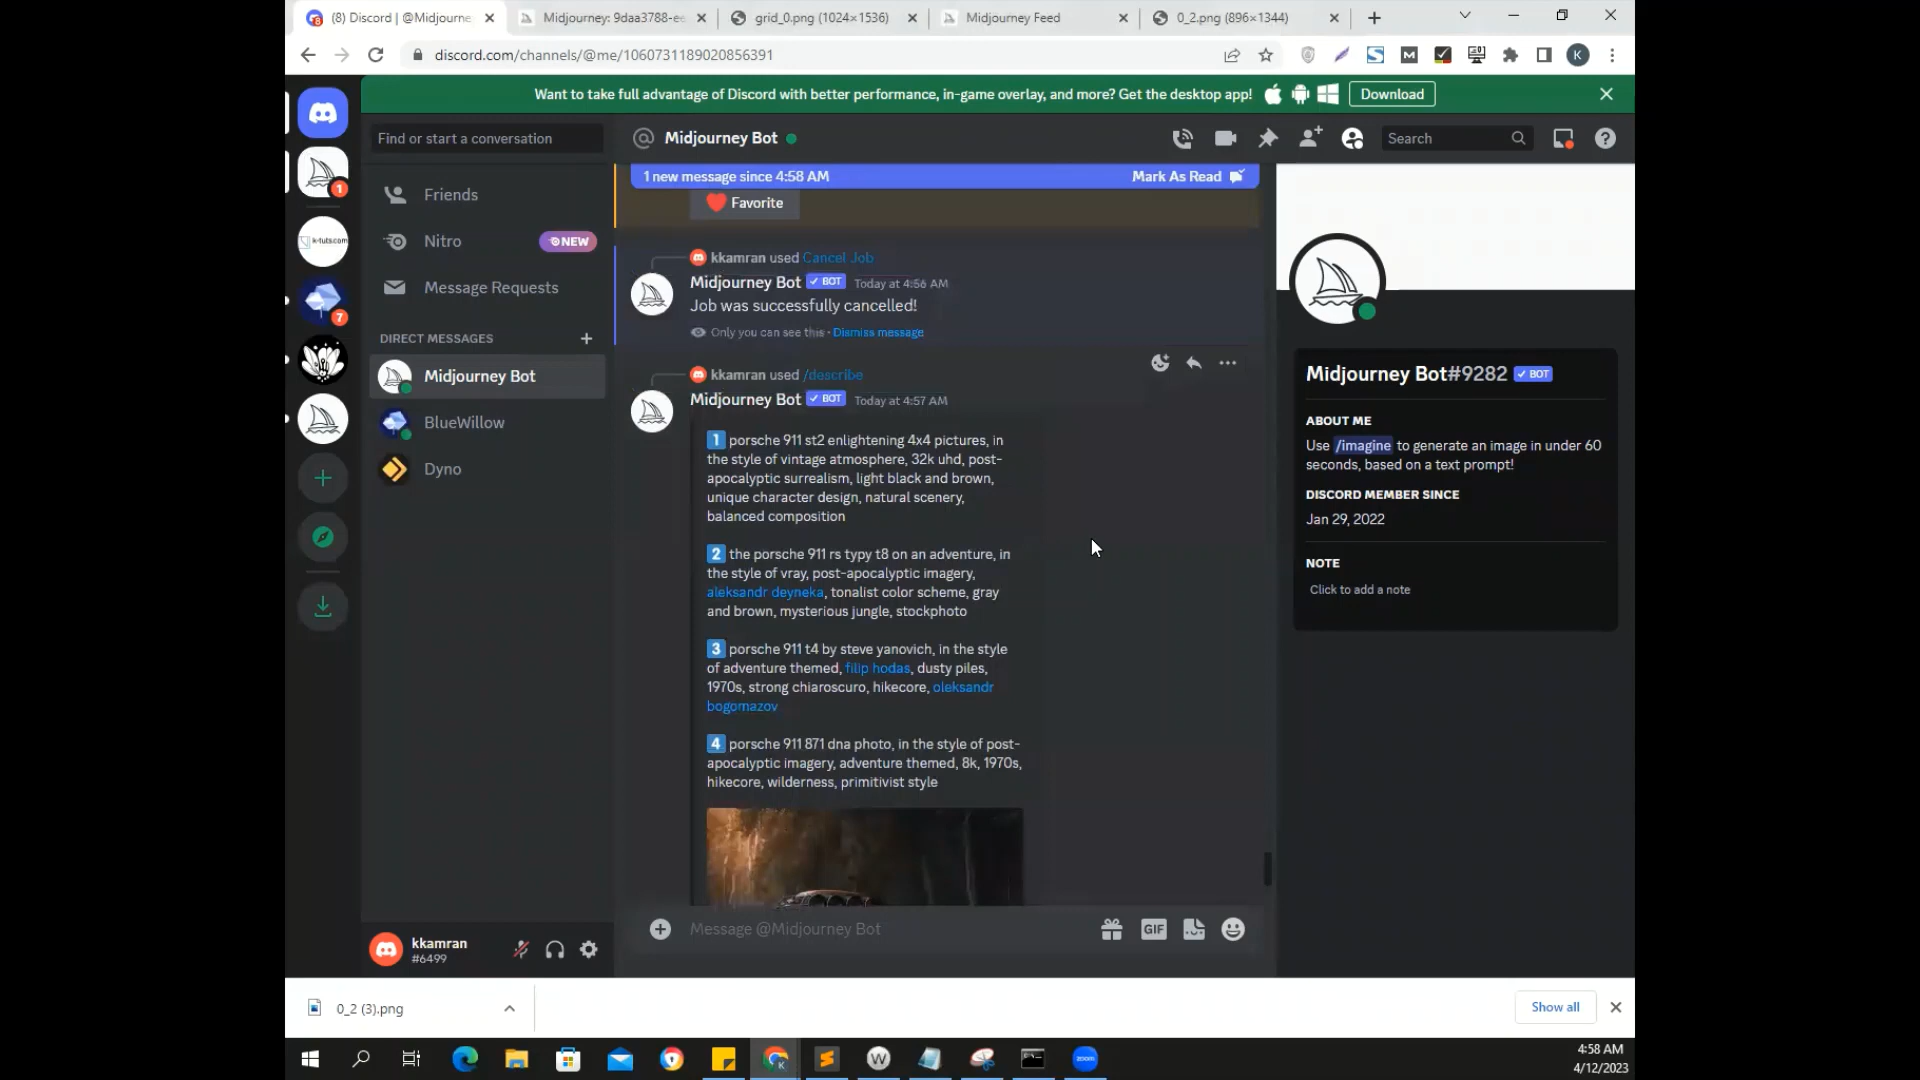 (8) Discord | @Midjourne
Midjourney: 9daa3788-e
grid_0.png (1024×1536)
Midjourney Feed
0_2.png (896×1344)
discord.com/channels/@me/1060731189020856391
K
Want to take full advantage of Discord with better performance, in-game overlay, and more? Get the desktop app!
Download
Find or start a conversation
Midjourney Bot
Search
1
k-tuts.com
7
Friends
Nitro
NEW
Message Requests
DIRECT MESSAGES
Midjourney Bot
BlueWillow
Dyno
kkamran
#6499
1 new message since 4:58 AM
Mark As Read
Favorite
kkamran used Cancel Job
Midjourney Bot BOT Today at 4:56 AM
Job was successfully cancelled!
Only you can see this • Dismiss message
kkamran used /describe
Midjourney Bot BOT Today at 4:57 AM
1 porsche 911 st2 enlightening 4x4 pictures, in
the style of vintage atmosphere, 32k uhd, post-
apocalyptic surrealism, light black and brown,
unique character design, natural scenery,
balanced composition
2 the porsche 911 rs typy t8 on an adventure, in
the style of vray, post-apocalyptic imagery,
aleksandr deyneka, tonalist color scheme, gray
and brown, mysterious jungle, stockphoto
3 porsche 911 t4 by steve yanovich, in the style
of adventure themed, filip hodas, dusty piles,
1970s, strong chiaroscuro, hikecore, oleksandr
bogomazov
4 porsche 911 871 dna photo, in the style of post-
apocalyptic imagery, adventure themed, 8k, 1970s,
hikecore, wilderness, primitivist style
Message @Midjourney Bot
GIF
Midjourney Bot#9282 BOT
ABOUT ME
Use /imagine to generate an image in under 60
seconds, based on a text prompt!
DISCORD MEMBER SINCE
Jan 29, 2022
NOTE
Click to add a note
0_2 (3).png
Show all
zoom
4:58 AM
4/12/2023